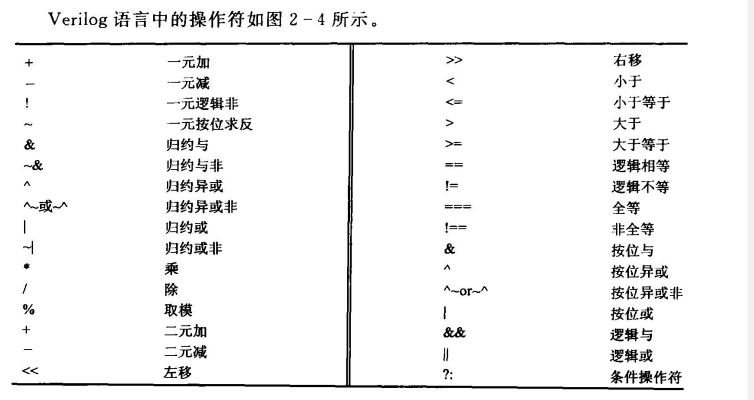 Verilog 语言中的操作符如图 2-4 所示。
+ 一元加
− 一元减
! 一元逻辑非
~ 一元按位求反
& 归约与
~& 归约与非
^ 归约异或
^~或~^ 归约异或非
| 归约或
~| 归约或非
* 乘
/ 除
% 取模
+ 二元加
− 二元减
<< 左移
>> 右移
< 小于
<= 小于等于
> 大于
>= 大于等于
== 逻辑相等
!= 逻辑不等
=== 全等
!== 非全等
& 按位与
^ 按位异或
^~or~^ 按位异或非
| 按位或
&& 逻辑与
|| 逻辑或
?: 条件操作符